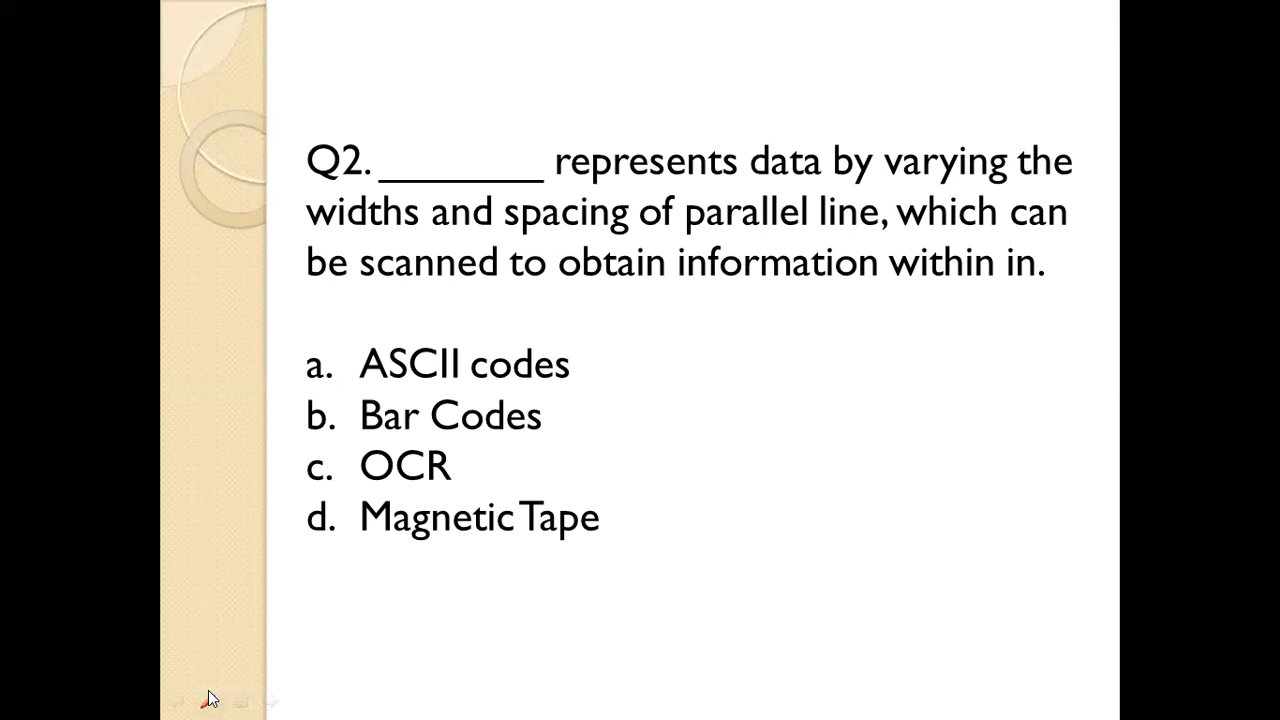 Q2. ________ represents data by varying the
widths and spacing of parallel line, which can
be scanned to obtain information within in.
a. ASCII codes
b. Bar Codes
c. OCR
d. Magnetic Tape